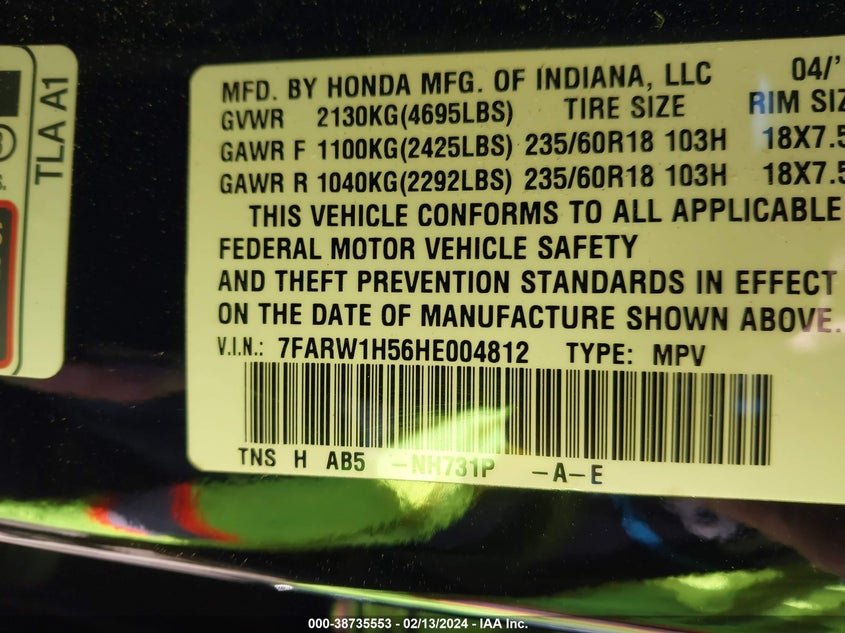 TLA A1
MFD. BY HONDA MFG. OF INDIANA, LLC 04/'
GVWR 2130KG(4695LBS) TIRE SIZE RIM SIZ
GAWR F 1100KG(2425LBS) 235/60R18 103H 18X7.5
GAWR R 1040KG(2292LBS) 235/60R18 103H 18X7.5
THIS VEHICLE CONFORMS TO ALL APPLICABLE
FEDERAL MOTOR VEHICLE SAFETY
AND THEFT PREVENTION STANDARDS IN EFFECT
ON THE DATE OF MANUFACTURE SHOWN ABOVE.
V.I.N.: 7FARW1H56HE004812 TYPE: MPV
TNS H AB5 -NH731P -A-E
000-38735553 - 02/13/2024 - IAA Inc.